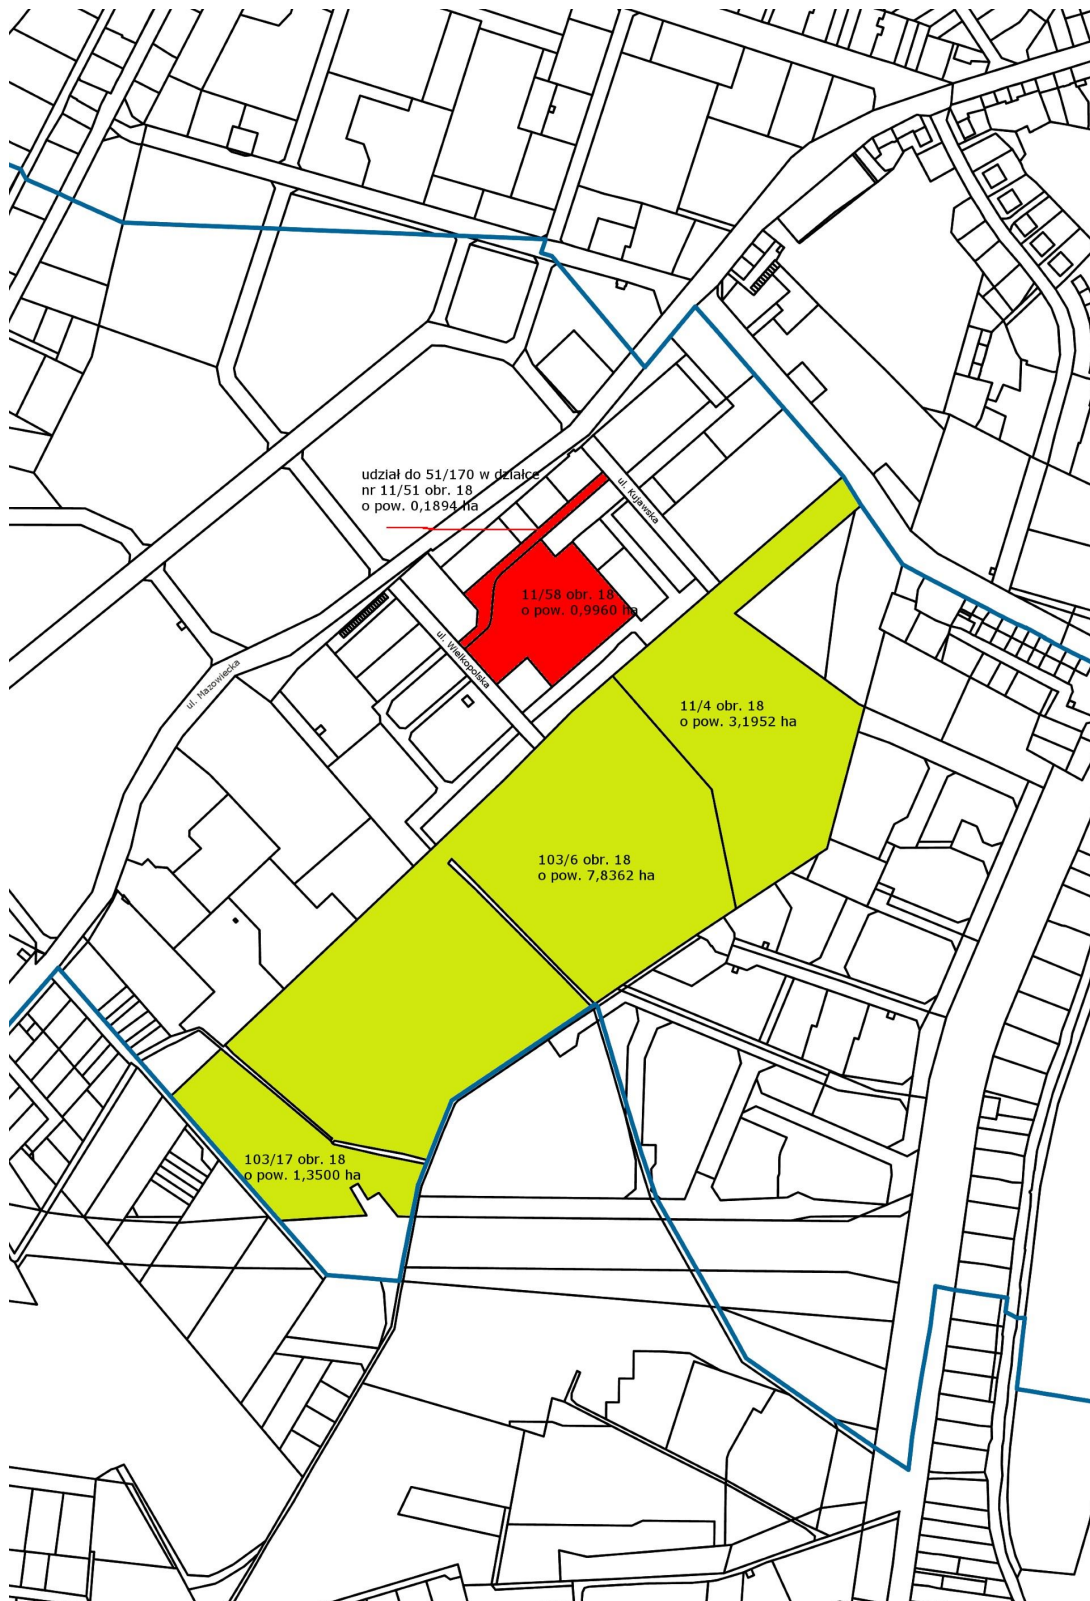 udział do 51/170 w działce
nr 11/51 obr. 18
o pow. 0,1894 ha
ul. Kujawska
11/58 obr. 18
o pow. 0,9960 ha
ul. Wielkopolska
ul. Mazowiecka
11/4 obr. 18
o pow. 3,1952 ha
103/6 obr. 18
o pow. 7,8362 ha
103/17 obr. 18
o pow. 1,3500 ha